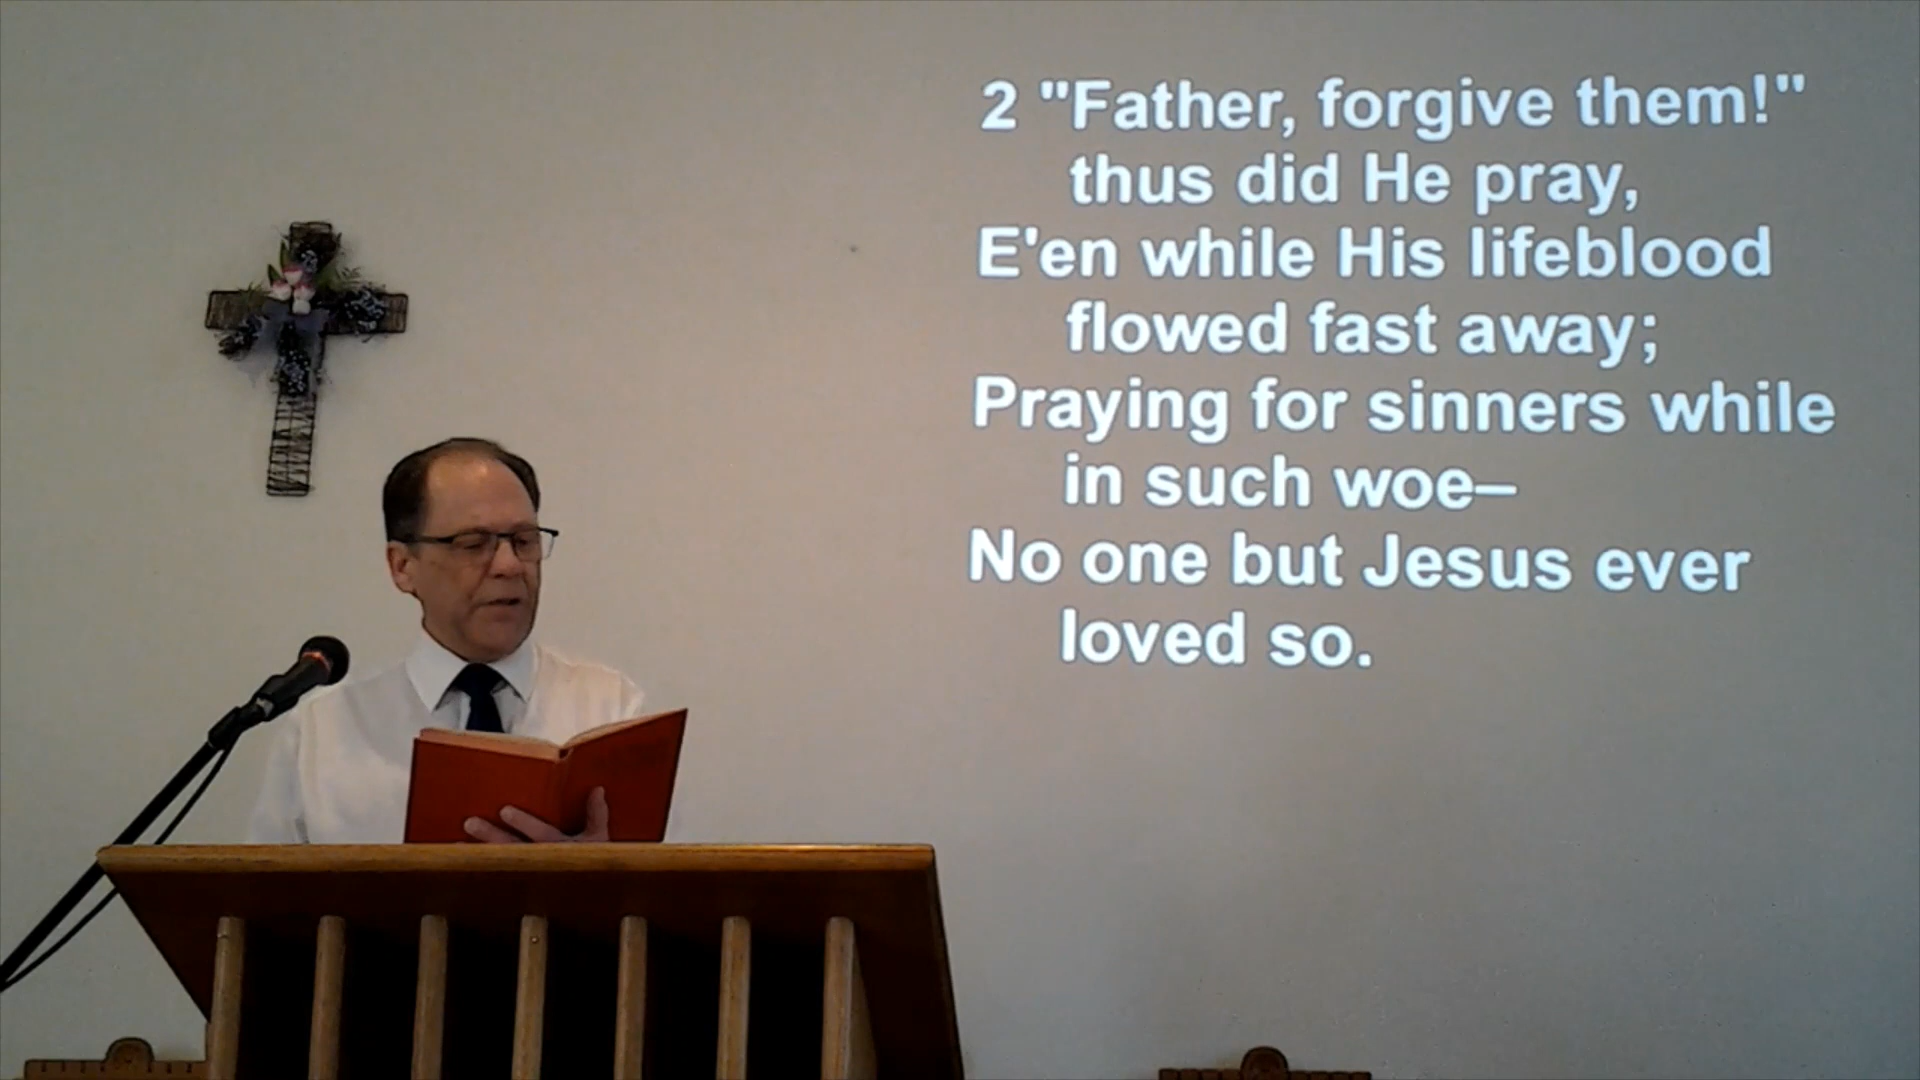 2 "Father, forgive them!"
thus did He pray,
E'en while His lifeblood
flowed fast away;
Praying for sinners while
in such woe–
No one but Jesus ever
loved so.